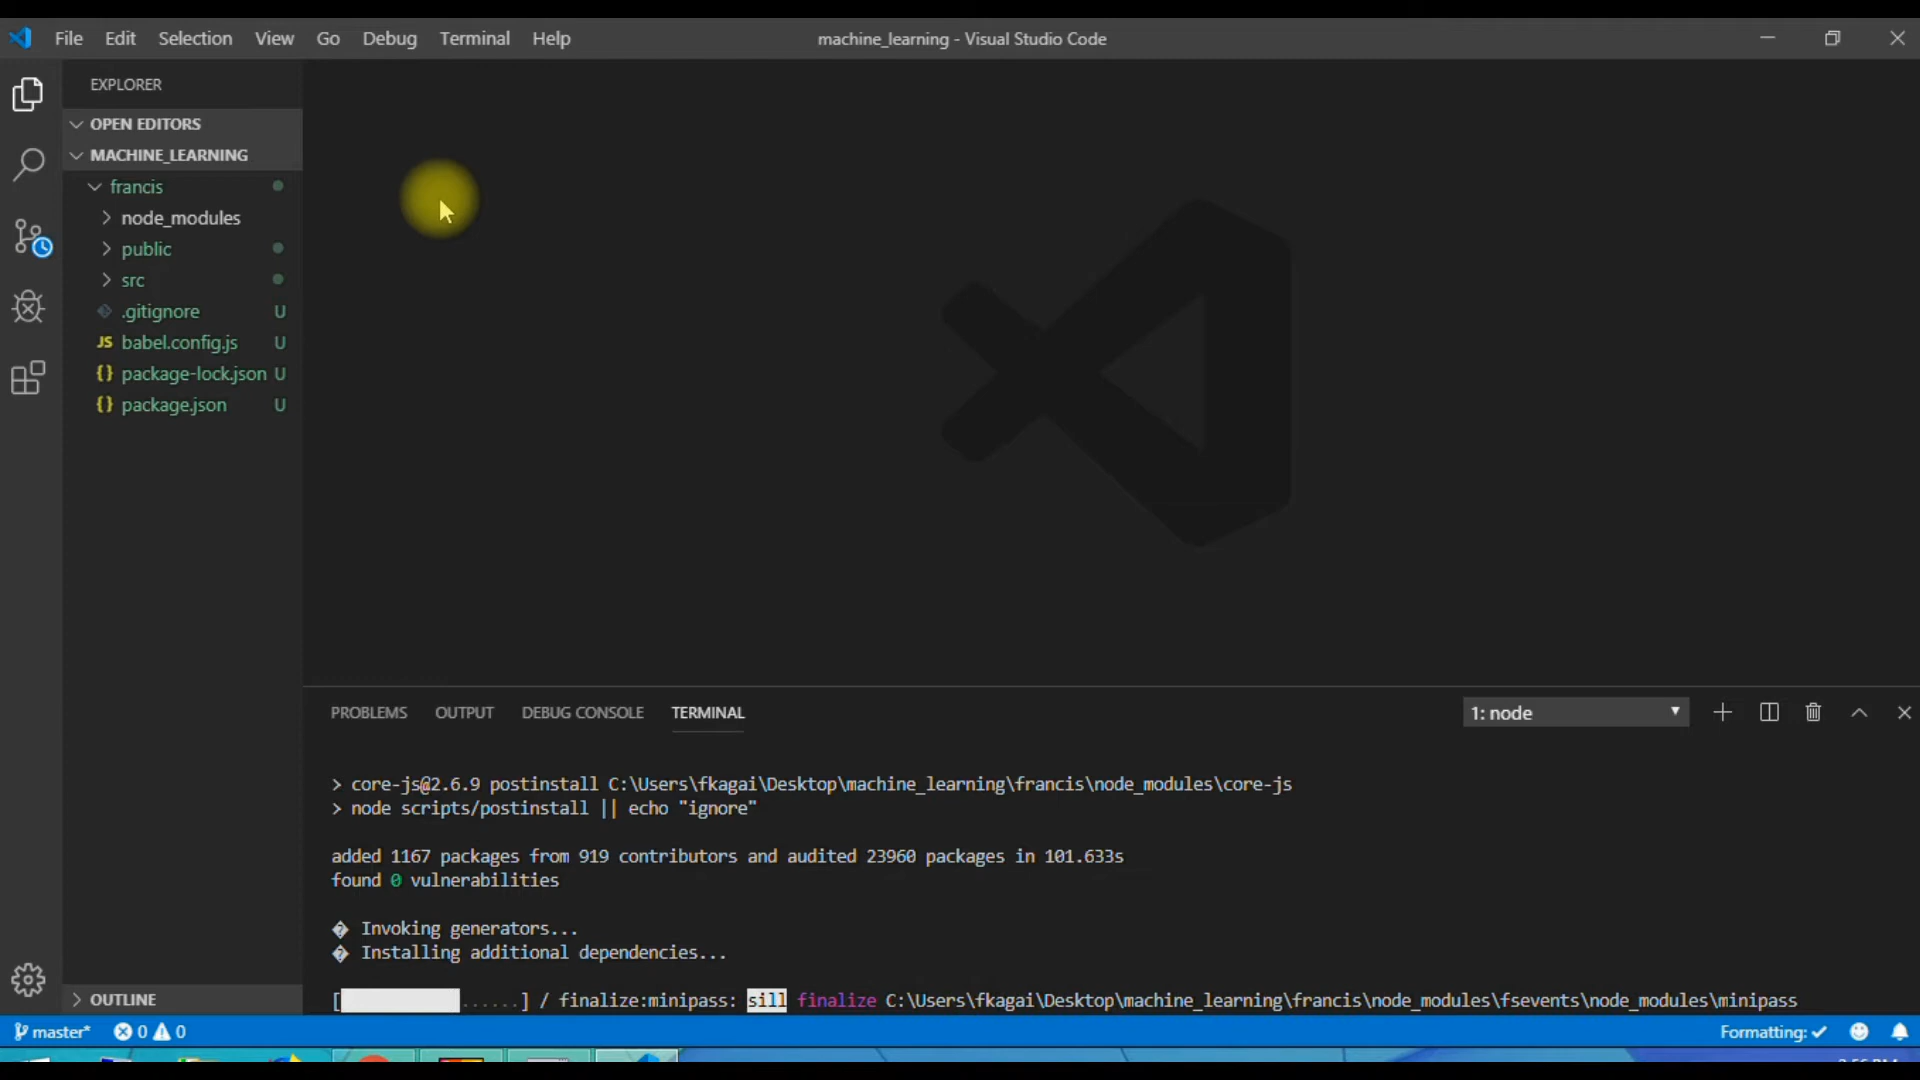 File Edit Selection View Go Debug Terminal Help
machine_learning - Visual Studio Code
EXPLORER
OPEN EDITORS
MACHINE_LEARNING
francis
node_modules
public
src
.gitignore U
JS babel.config.js U
{} package-lock.json U
{} package.json U
OUTLINE
PROBLEMS OUTPUT DEBUG CONSOLE TERMINAL
1: node
> core-js@2.6.9 postinstall C:\Users\fkagai\Desktop\machine_learning\francis\node_modules\core-js
> node scripts/postinstall || echo "ignore"
added 1167 packages from 919 contributors and audited 23960 packages in 101.633s
found 0 vulnerabilities
� Invoking generators...
� Installing additional dependencies...
[ ......] / finalize:minipass: sill finalize C:\Users\fkagai\Desktop\machine_learning\francis\node_modules\fsevents\node_modules\minipass
master* 0 0
Formatting: ✓